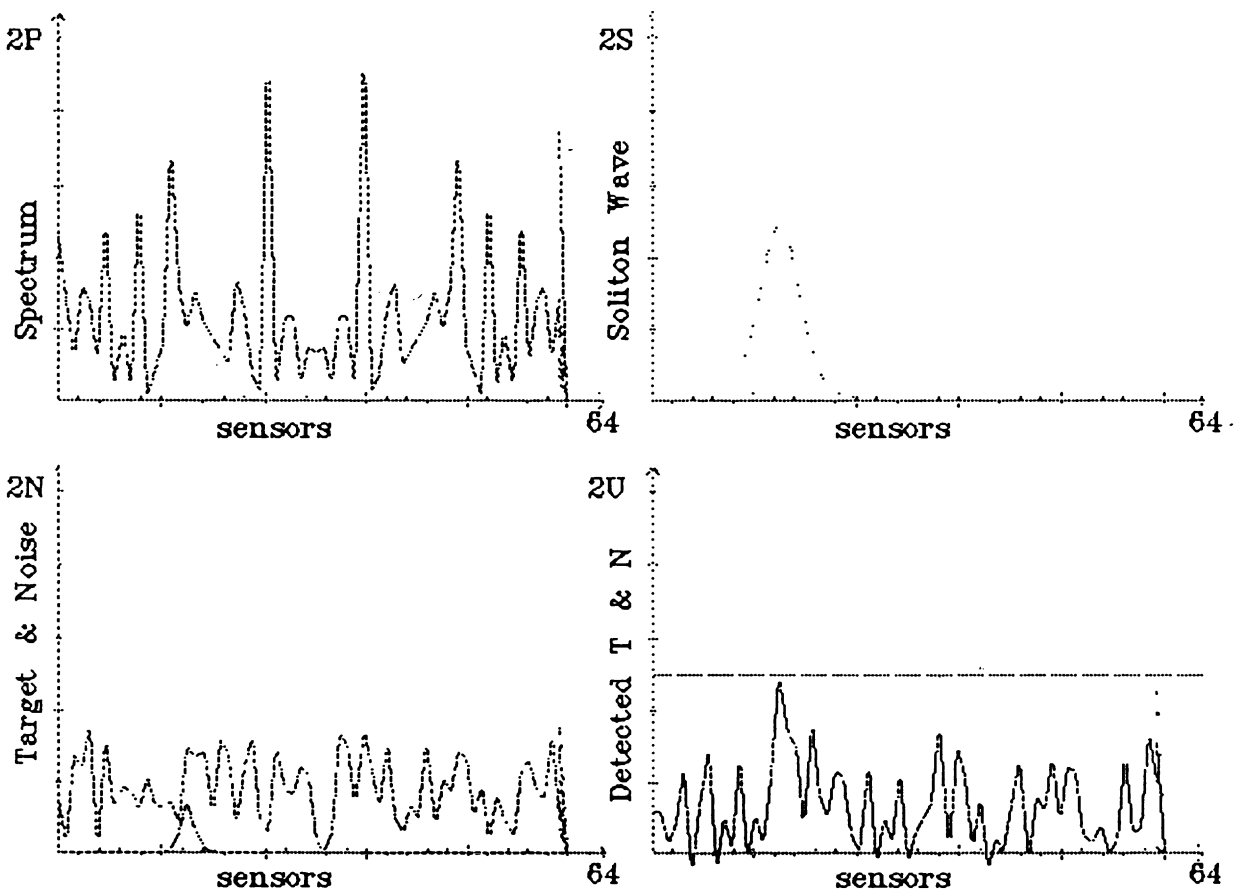 2P
Spectrum
sensors
64
2S
Soliton Wave
sensors
64
2N
Target & Noise
sensors
64
2U
Detected T & N
sensors
64